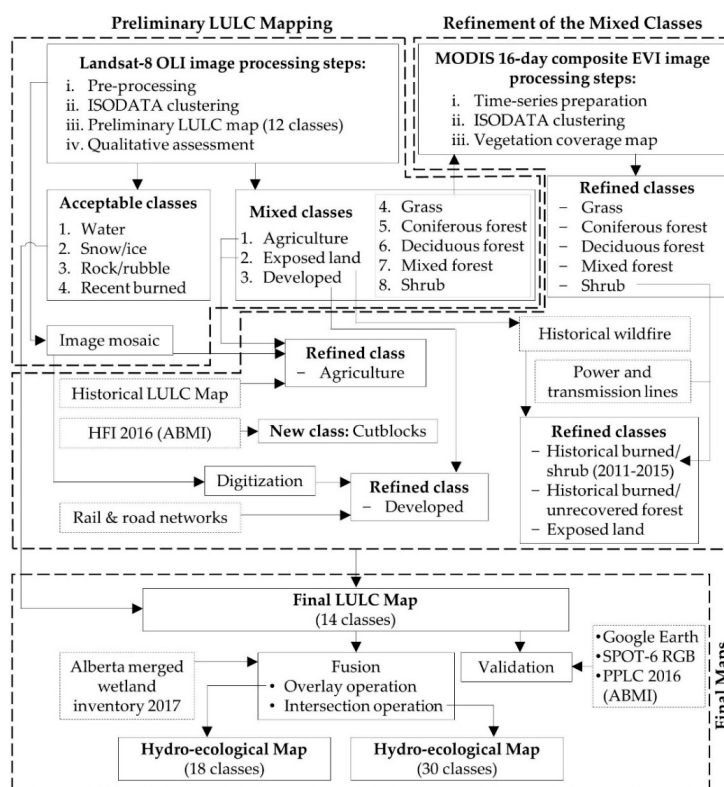 Preliminary LULC Mapping
Landsat-8 OLI image processing steps:
i. Pre-processing
ii. ISODATA clustering
iii. Preliminary LULC map (12 classes)
iv. Qualitative assessment
Refinement of the Mixed Classes
MODIS 16-day composite EVI image
processing steps:
i. Time-series preparation
ii. ISODATA clustering
iii. Vegetation coverage map
Acceptable classes
1. Water
2. Snow/ice
3. Rock/rubble
4. Recent burned
Mixed classes
1. Agriculture
2. Exposed land
3. Developed
4. Grass
5. Coniferous forest
6. Deciduous forest
7. Mixed forest
8. Shrub
Refined classes
– Grass
– Coniferous forest
– Deciduous forest
– Mixed forest
– Shrub
Image mosaic
Historical LULC Map
Refined class
– Agriculture
Historical wildfire
Power and
transmission lines
HFI 2016 (ABMI)
New class: Cutblocks
Digitization
Rail & road networks
Refined class
– Developed
Refined classes
– Historical burned/
shrub (2011-2015)
– Historical burned/
unrecovered forest
– Exposed land
Final LULC Map
(14 classes)
Alberta merged
wetland
inventory 2017
Fusion
• Overlay operation
• Intersection operation
Validation
•Google Earth
•SPOT-6 RGB
•PPLC 2016
(ABMI)
Hydro-ecological Map
(18 classes)
Hydro-ecological Map
(30 classes)
Final Maps